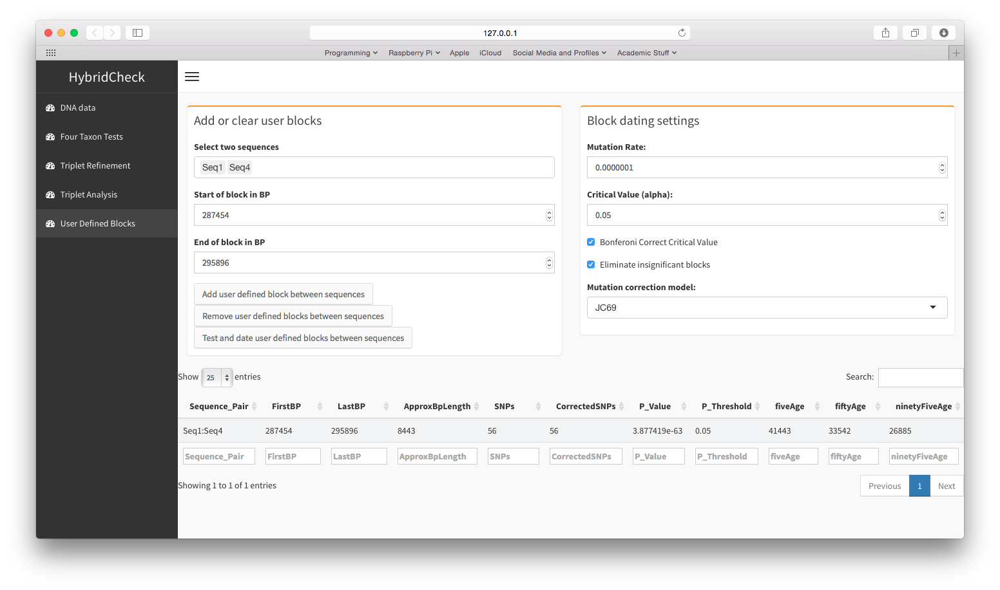 127.0.0.1
Programming Raspberry Pi Apple iCloud Social Media and Profiles Academic Stuff
HybridCheck
DNA data
Four Taxon Tests
Triplet Refinement
Triplet Analysis
User Defined Blocks
Add or clear user blocks
Select two sequences
Seq1 Seq4
Start of block in BP
287454
End of block in BP
295896
Add user defined block between sequences
Remove user defined blocks between sequences
Test and date user defined blocks between sequences
Block dating settings
Mutation Rate:
0.0000001
Critical Value (alpha):
0.05
Bonferoni Correct Critical Value
Eliminate insignificant blocks
Mutation correction model:
JC69
Show 25 entries
Search:
Sequence_Pair FirstBP LastBP ApproxBpLength SNPs CorrectedSNPs P_Value P_Threshold fiveAge fiftyAge ninetyFiveAge
Seq1:Seq4 287454 295896 8443 56 56 3.877419e-63 0.05 41443 33542 26885
Sequence_Pair FirstBP LastBP ApproxBpLength SNPs CorrectedSNPs P_Value P_Threshold fiveAge fiftyAge ninetyFiveAge
Showing 1 to 1 of 1 entries
Previous 1 Next